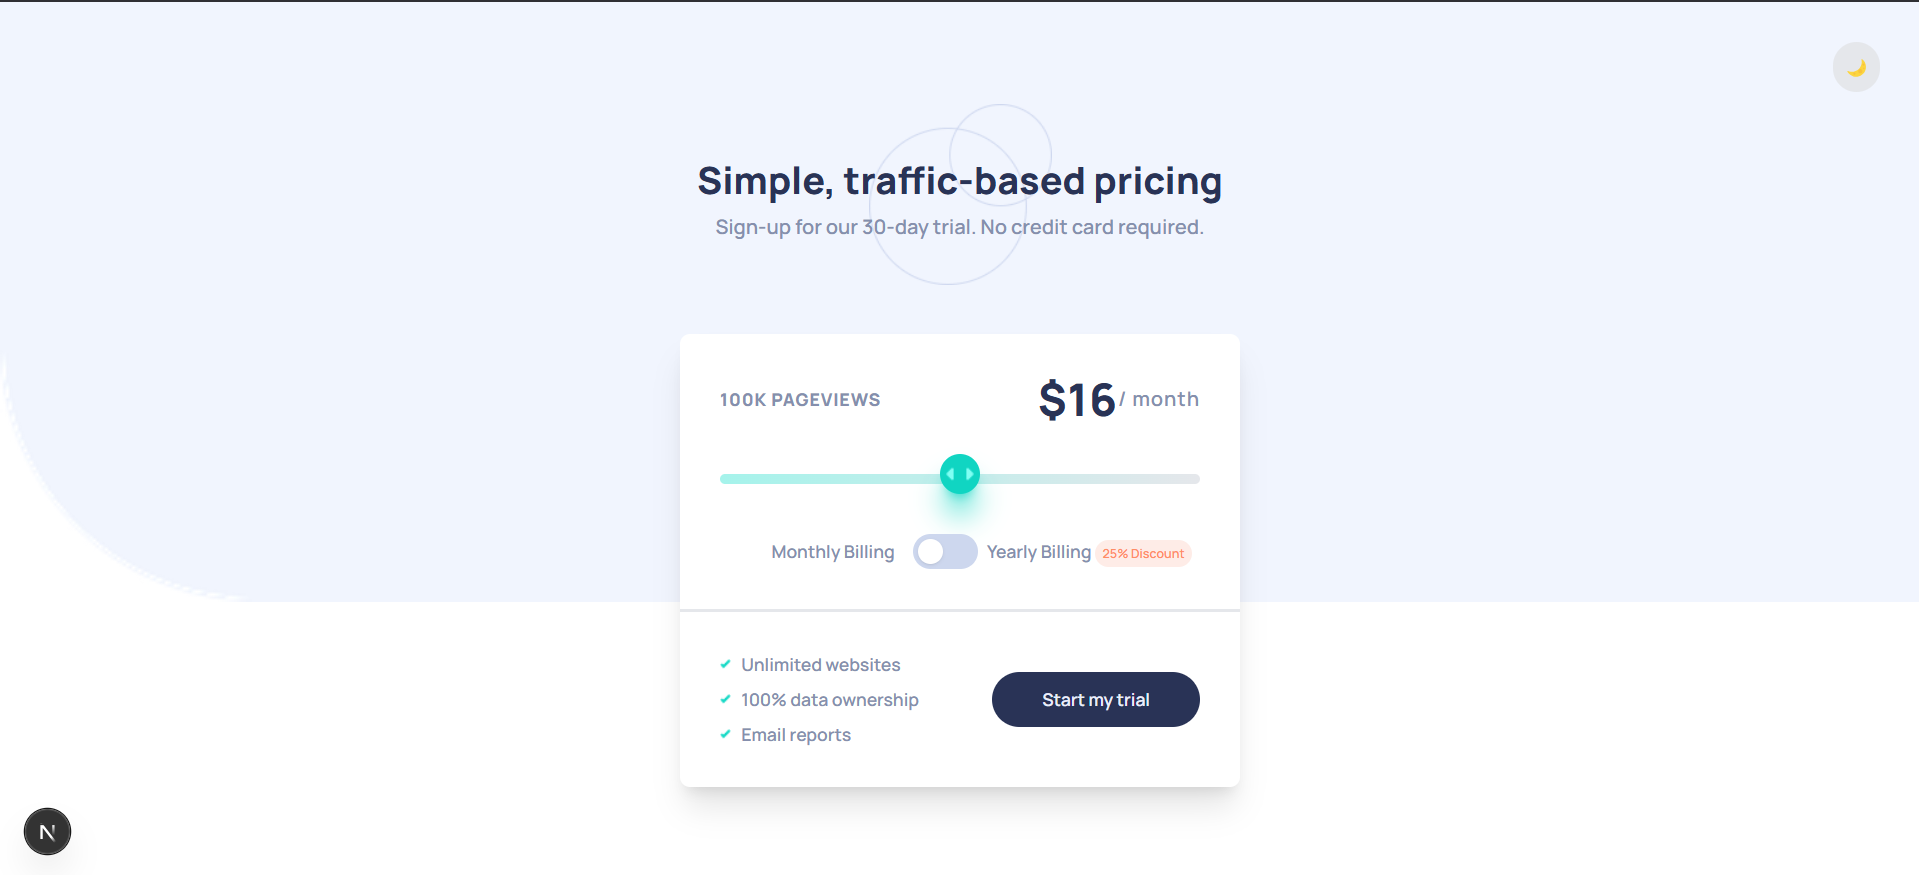 Simple, traffic-based pricing
Sign-up for our 30-day trial. No credit card required.
100K PAGEVIEWS
$16 / month
Monthly Billing Yearly Billing 25% Discount
Unlimited websites
100% data ownership
Email reports
Start my trial
N